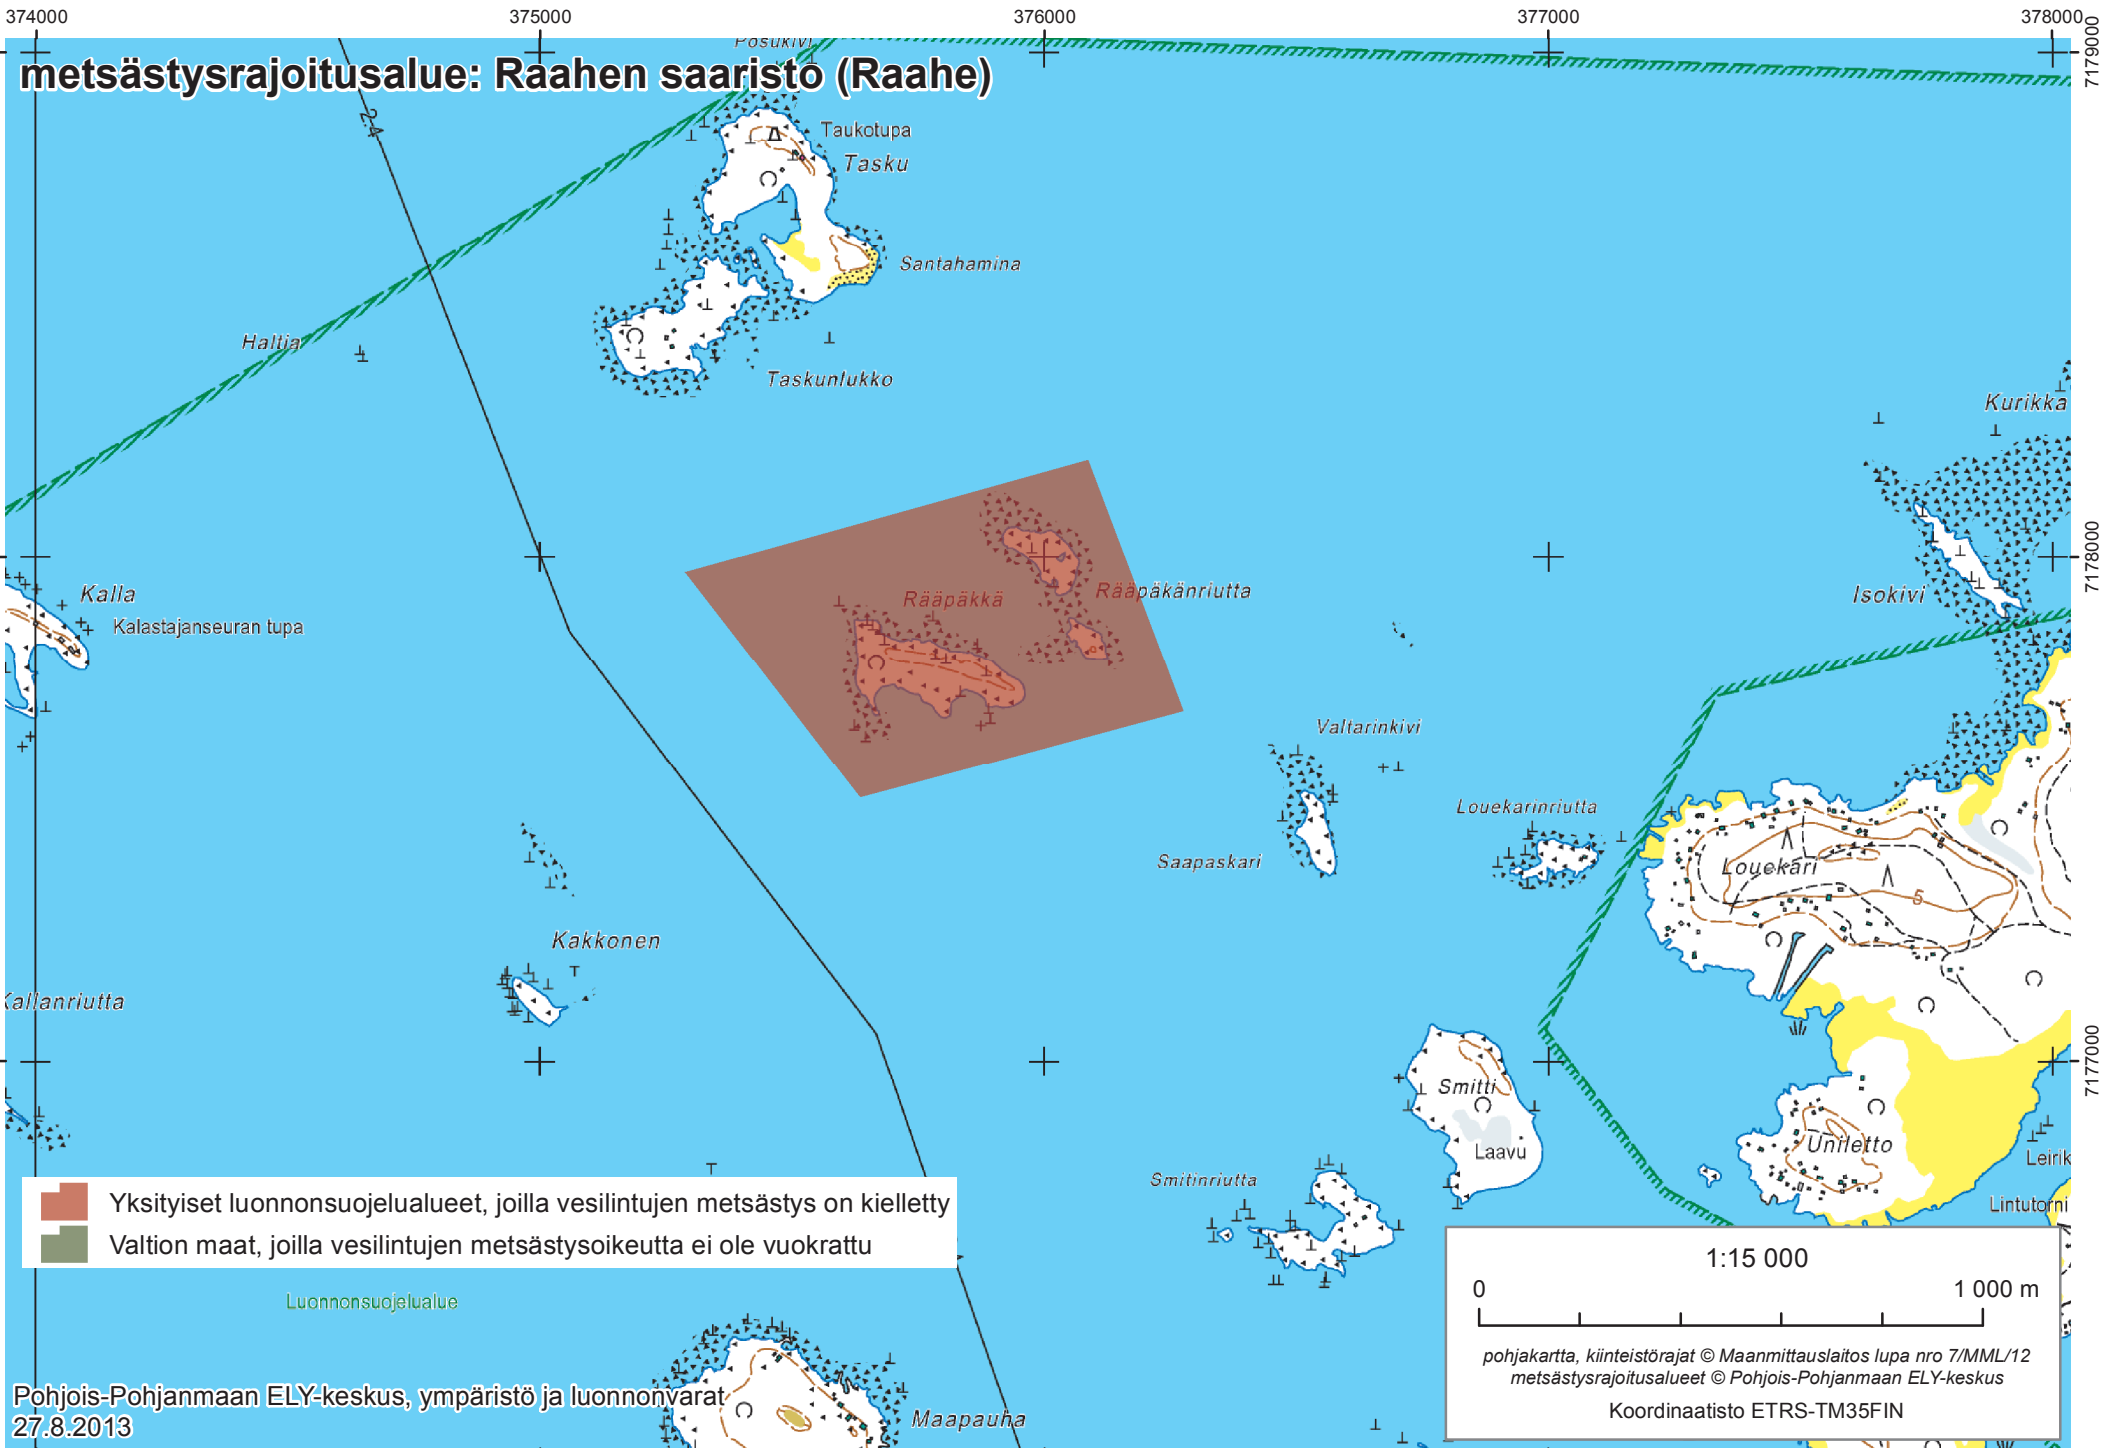 374000
375000
376000
377000
378000
7179000
Posukivi
metsästysrajoitusalue: Raahen saaristo (Raahe)
2.4
Taukotupa
Tasku
Santahamina
Haltia
Taskunlukko
Kurikka
7178000
Kalla
Kalastajanseuran tupa
Rääpäkkä
Rääpäkänriutta
Isokivi
Valtarinkivi
Louekarinriutta
Saapaskari
Louekari
5
Kakkonen
Kallanriutta
7177000
Smitti
Laavu
Uniletto
Leirik
Smitinriutta
Lintutorni
Yksityiset luonnonsuojelualueet, joilla vesilintujen metsästys on kielletty
Valtion maat, joilla vesilintujen metsästysoikeutta ei ole vuokrattu
1:15 000
0 1 000 m
Luonnonsuojelualue
pohjakartta, kiinteistörajat © Maanmittauslaitos lupa nro 7/MML/12
metsästysrajoitusalueet © Pohjois-Pohjanmaan ELY-keskus
Koordinaatisto ETRS-TM35FIN
Pohjois-Pohjanmaan ELY-keskus, ympäristö ja luonnonvarat
27.8.2013
Maapauha